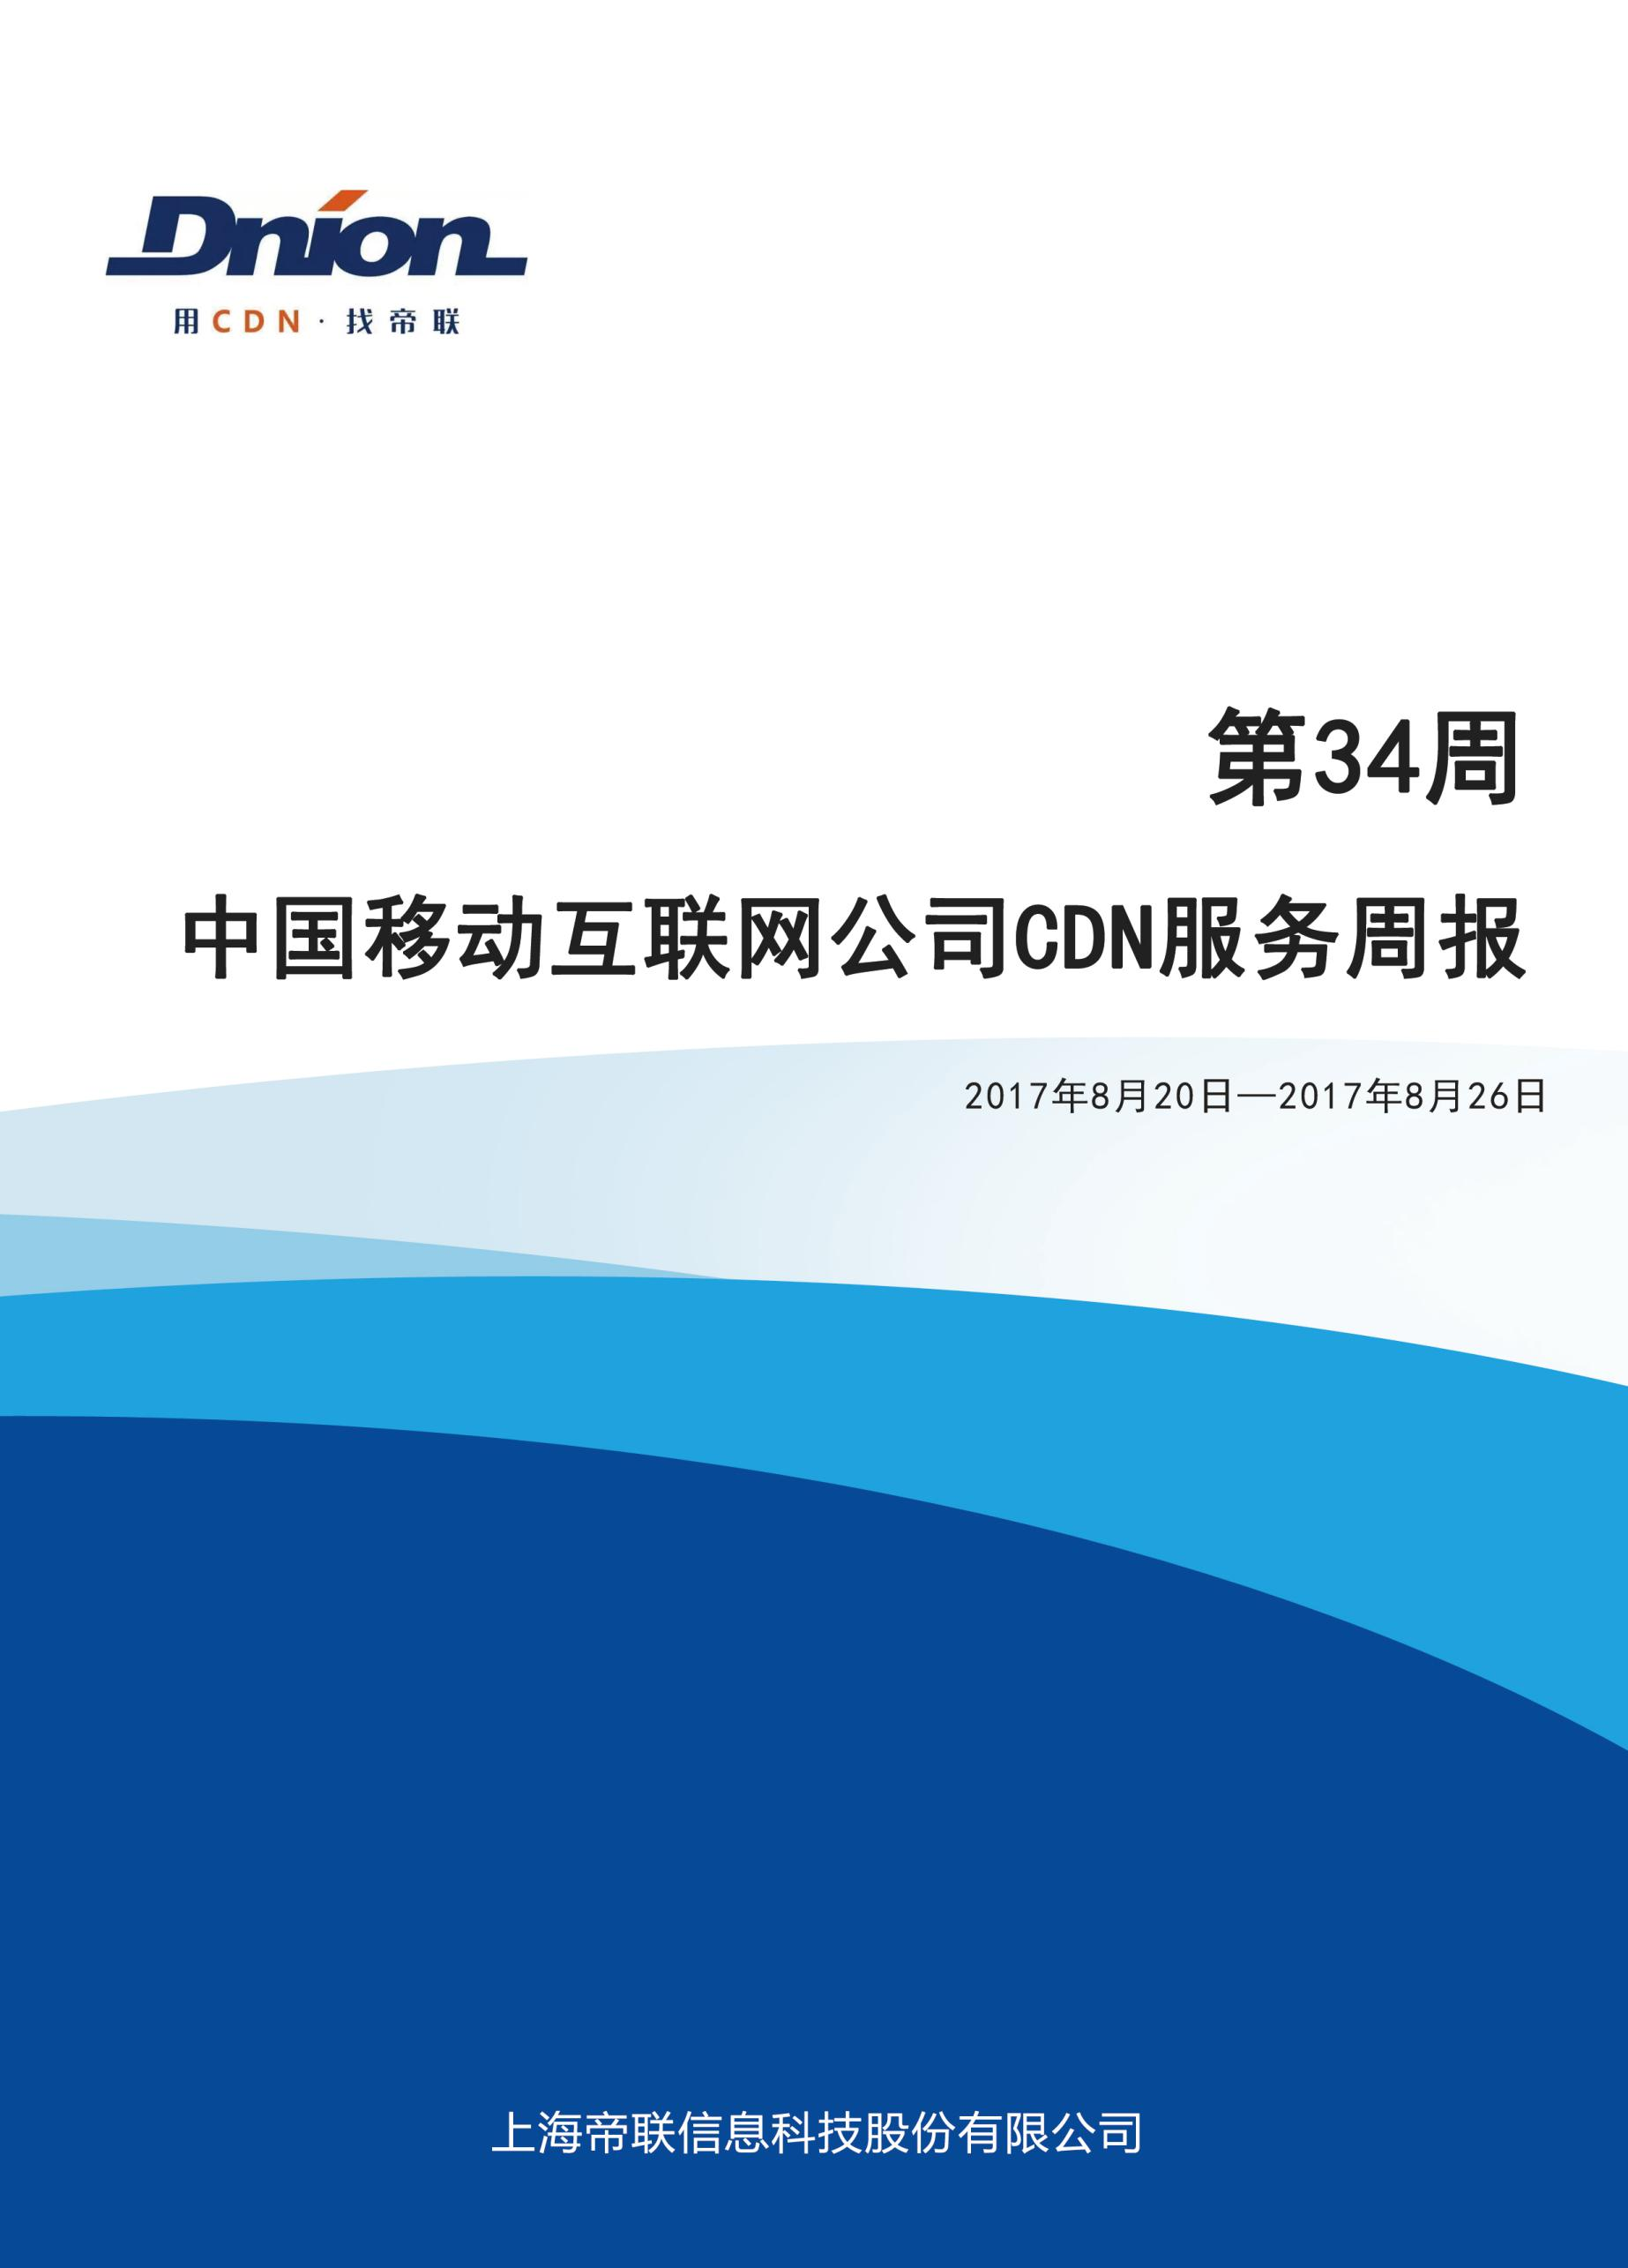 Dnion
用CDN·找帝联
第34周
中国移动互联网公司CDN服务周报
2017年8月20日—2017年8月26日
上海帝联信息科技股份有限公司